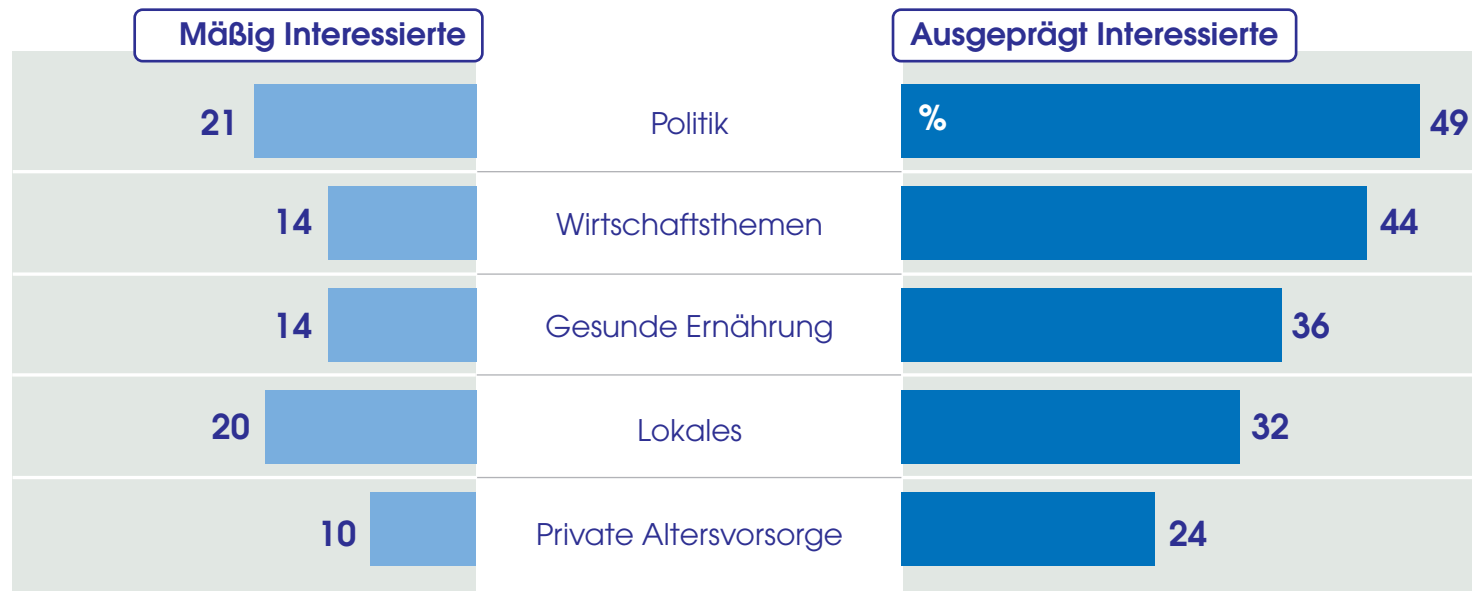 Mäßig Interessierte Ausgeprägt Interessierte
21 Politik % 49
14 Wirtschaftsthemen 44
14 Gesunde Ernährung 36
20 Lokales 32
10 Private Altersvorsorge 24